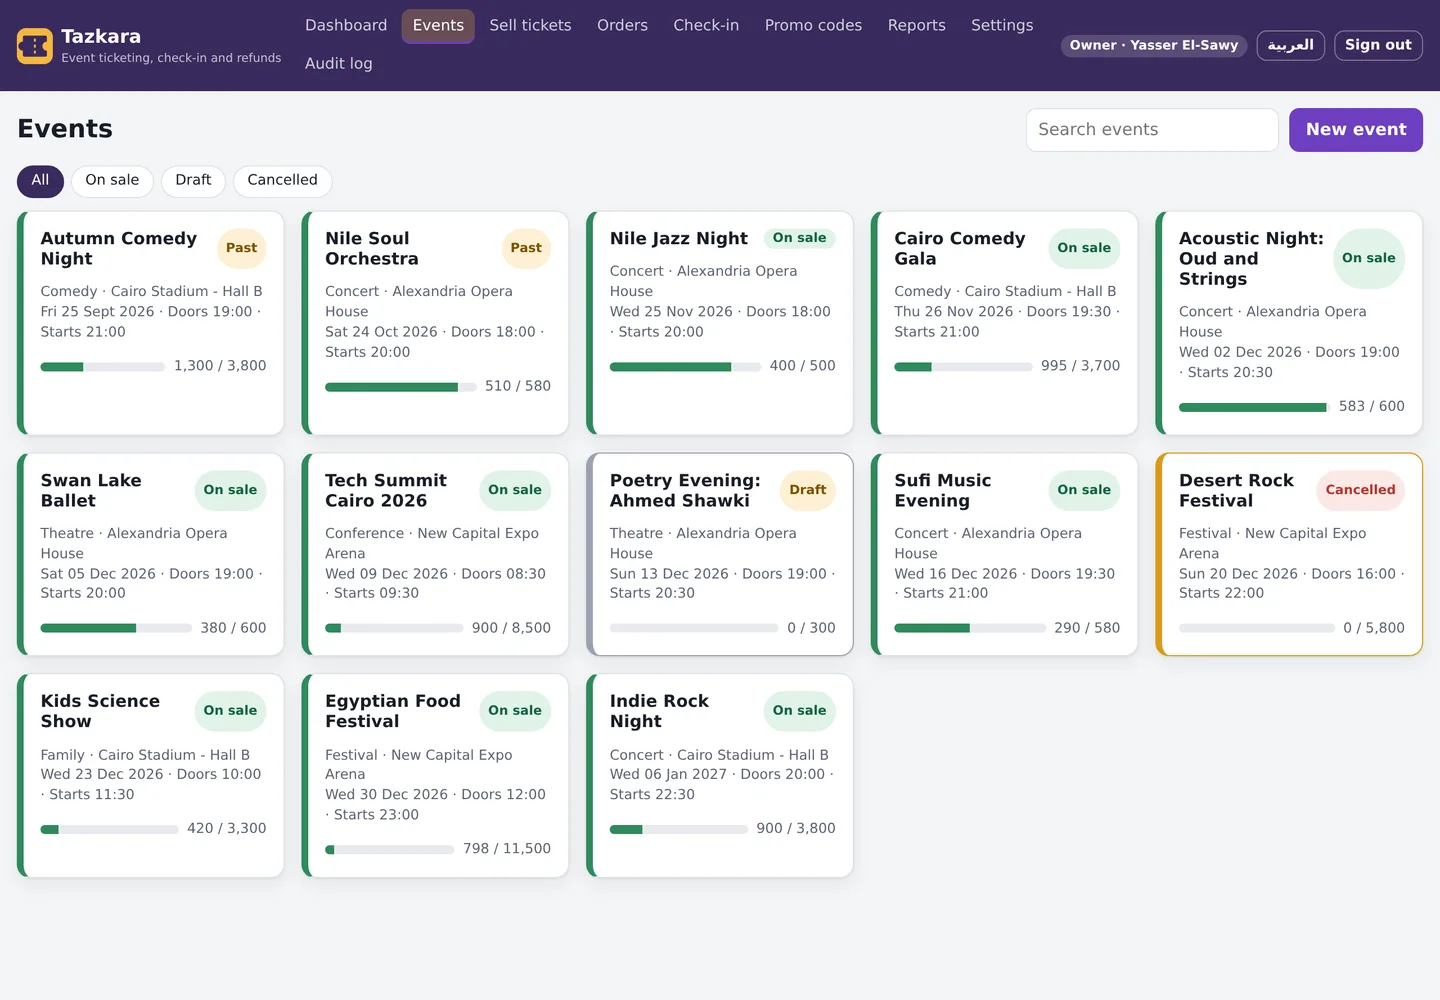 Tazkara
Event ticketing, check-in and refunds
Dashboard
Events
Sell tickets
Orders
Check-in
Promo codes
Reports
Settings
Audit log
Owner · Yasser El-Sawy
العربية
Sign out
Events
Search events
New event
All
On sale
Draft
Cancelled
Autumn Comedy
Night
Past
Comedy · Cairo Stadium - Hall B
Fri 25 Sept 2026 · Doors 19:00 ·
Starts 21:00
1,300 / 3,800
Nile Soul
Orchestra
Past
Concert · Alexandria Opera
House
Sat 24 Oct 2026 · Doors 18:00 ·
Starts 20:00
510 / 580
Nile Jazz Night
On sale
Concert · Alexandria Opera
House
Wed 25 Nov 2026 · Doors 18:00
· Starts 20:00
400 / 500
Cairo Comedy
Gala
On sale
Comedy · Cairo Stadium - Hall B
Thu 26 Nov 2026 · Doors 19:30 ·
Starts 21:00
995 / 3,700
Acoustic Night:
Oud and
Strings
On sale
Concert · Alexandria Opera
House
Wed 02 Dec 2026 · Doors 19:00
· Starts 20:30
583 / 600
Swan Lake
Ballet
On sale
Theatre · Alexandria Opera
House
Sat 05 Dec 2026 · Doors 19:00 ·
Starts 20:00
380 / 600
Tech Summit
Cairo 2026
On sale
Conference · New Capital Expo
Arena
Wed 09 Dec 2026 · Doors 08:30
· Starts 09:30
900 / 8,500
Poetry Evening:
Ahmed Shawki
Draft
Theatre · Alexandria Opera
House
Sun 13 Dec 2026 · Doors 19:00 ·
Starts 20:30
0 / 300
Sufi Music
Evening
On sale
Concert · Alexandria Opera
House
Wed 16 Dec 2026 · Doors 19:30
· Starts 21:00
290 / 580
Desert Rock
Festival
Cancelled
Festival · New Capital Expo
Arena
Sun 20 Dec 2026 · Doors 16:00 ·
Starts 22:00
0 / 5,800
Kids Science
Show
On sale
Family · Cairo Stadium - Hall B
Wed 23 Dec 2026 · Doors 10:00
· Starts 11:30
420 / 3,300
Egyptian Food
Festival
On sale
Festival · New Capital Expo
Arena
Wed 30 Dec 2026 · Doors 12:00
· Starts 23:00
798 / 11,500
Indie Rock
Night
On sale
Concert · Cairo Stadium - Hall B
Wed 06 Jan 2027 · Doors 20:00 ·
Starts 22:30
900 / 3,800